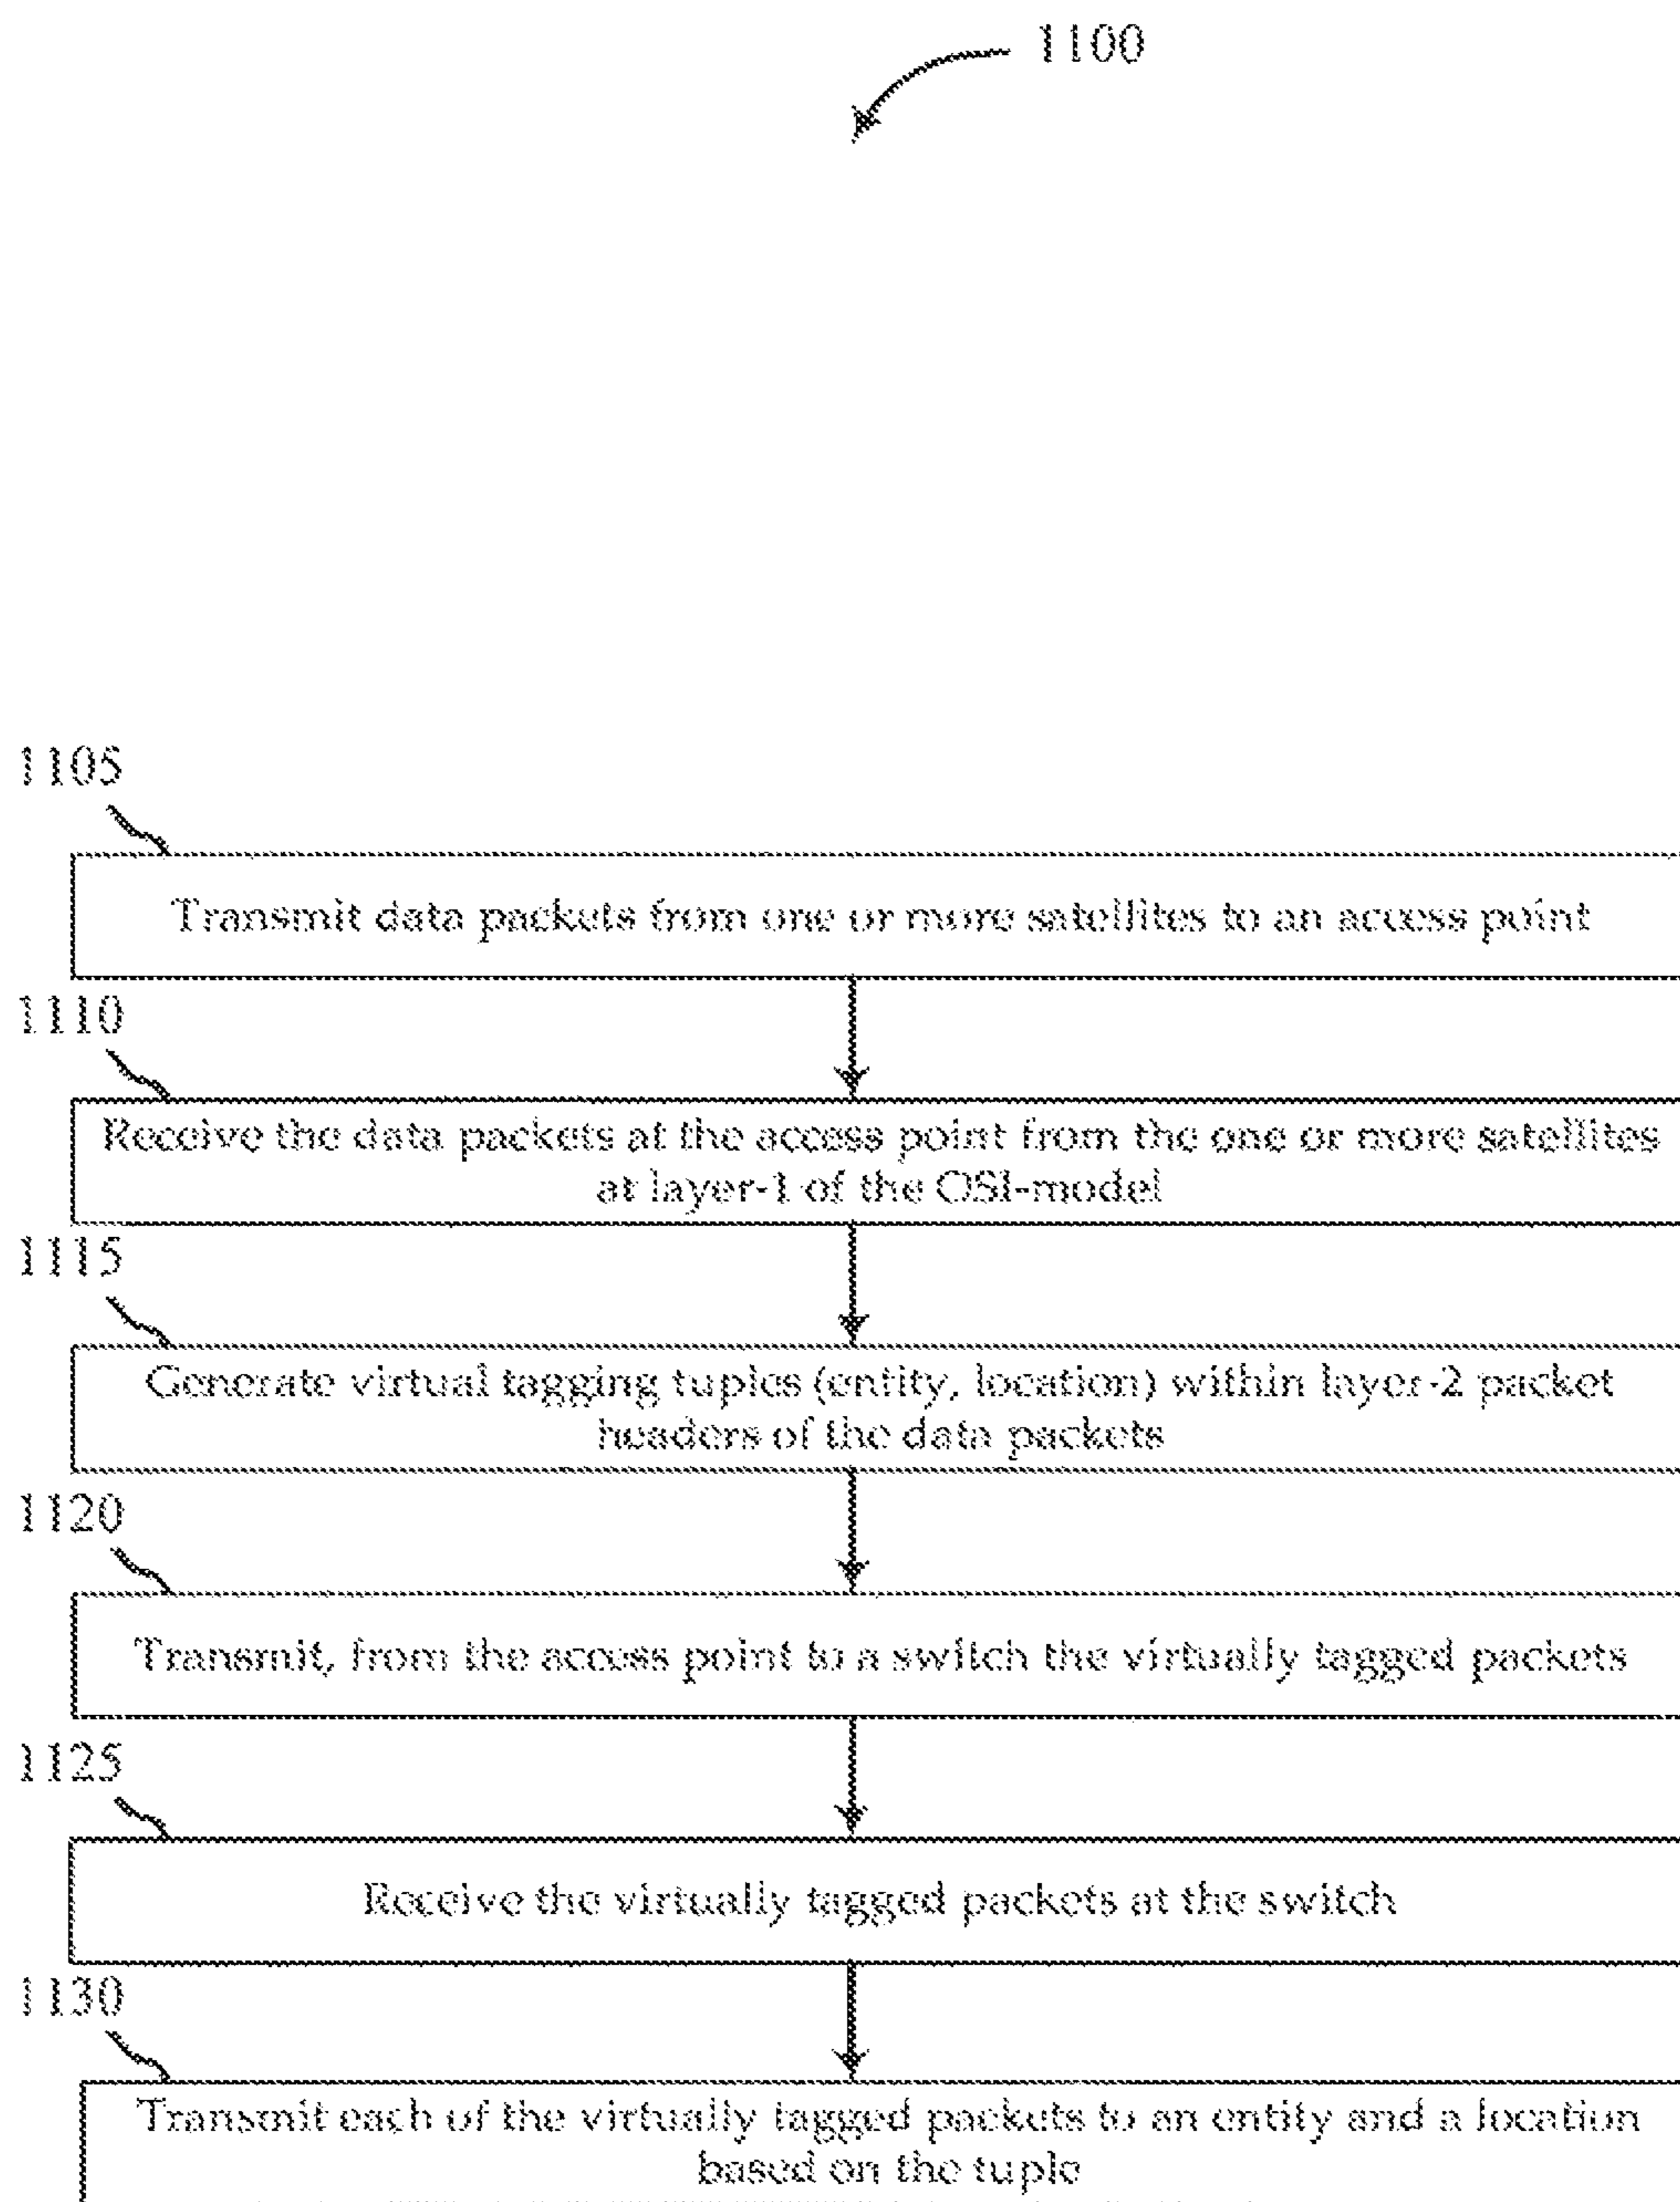 1100
1105
Transmit data packets from one or more satellites to an access point
1110
Receive the data packets at the access point from the one or more satellites
at layer-1 of the OSI-model
1115
Generate virtual tagging tuples (entity, location) within layer-2 packet
headers of the data packets
1120
Transmit, from the access point to a switch the virtually tagged packets
1125
Receive the virtually tagged packets at the switch
1130
Transmit each of the virtually tagged packets to an entity and a location
based on the tuple